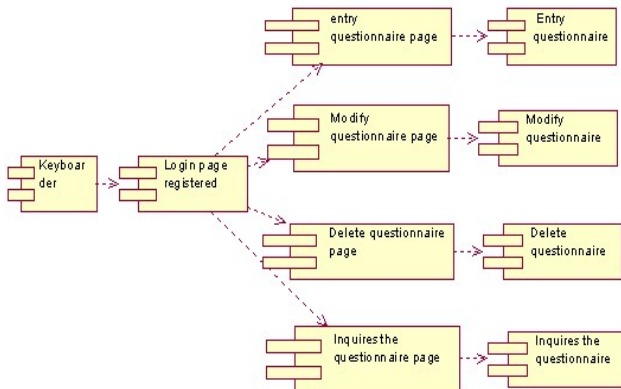 entry
questionnaire page
Entry
questionnaire
Modify
questionnaire page
Modify
questionnaire
Keyboar
der
Login page
registered
Delete questionnaire
page
Delete
questionnaire
Inquires the
questionnaire page
Inquires the
questionnaire